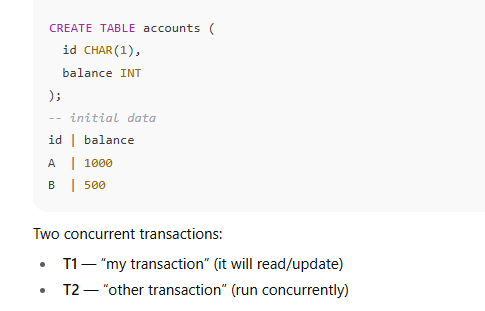 CREATE TABLE accounts (
  id CHAR(1),
  balance INT
);
-- initial data
id | balance
A  | 1000
B  | 500
Two concurrent transactions:
• T1 — “my transaction” (it will read/update)
• T2 — “other transaction” (run concurrently)